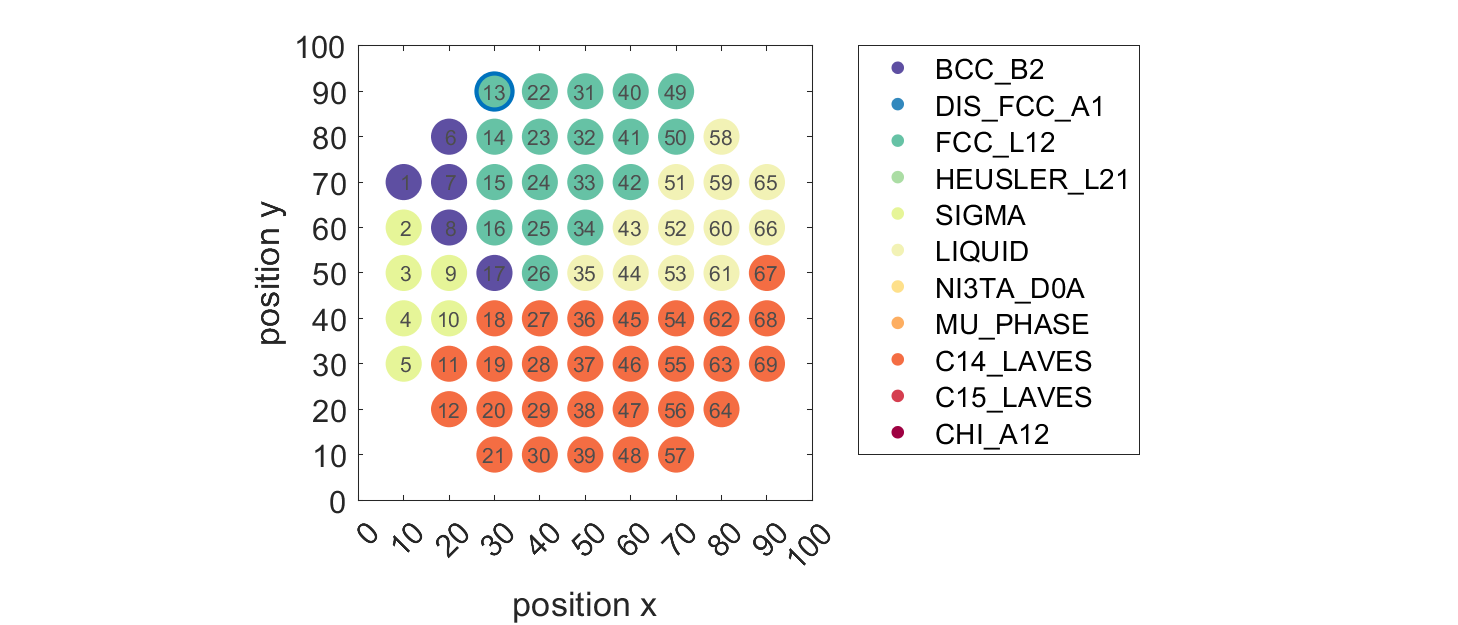 100
90
80
70
60
50
40
30
20
10
0
13 22 31 40 49
6 14 23 32 41 50 58
1 7 15 24 33 42 51 59 65
2 8 16 25 34 43 52 60 66
3 9 17 26 35 44 53 61 67
4 10 18 27 36 45 54 62 68
5 11 19 28 37 46 55 63 69
12 20 29 38 47 56 64
21 30 39 48 57
0 10 20 30 40 50 60 70 80 90 100
position x
position y
BCC_B2
DIS_FCC_A1
FCC_L12
HEUSLER_L21
SIGMA
LIQUID
NI3TA_D0A
MU_PHASE
C14_LAVES
C15_LAVES
CHI_A12